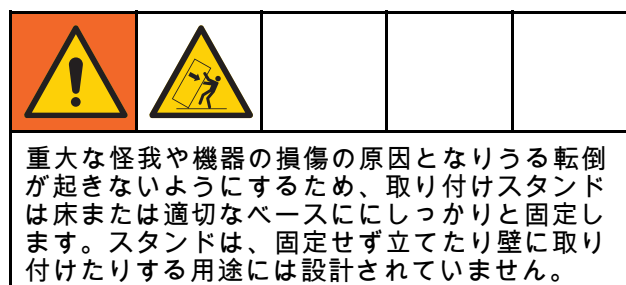 重大な怪我や機器の損傷の原因となりうる転倒
が起きないようにするため、取り付けスタンド
は床または適切なベースににしっかりと固定し
ます。スタンドは、固定せず立てたり壁に取り
付けたりする用途には設計されていません。